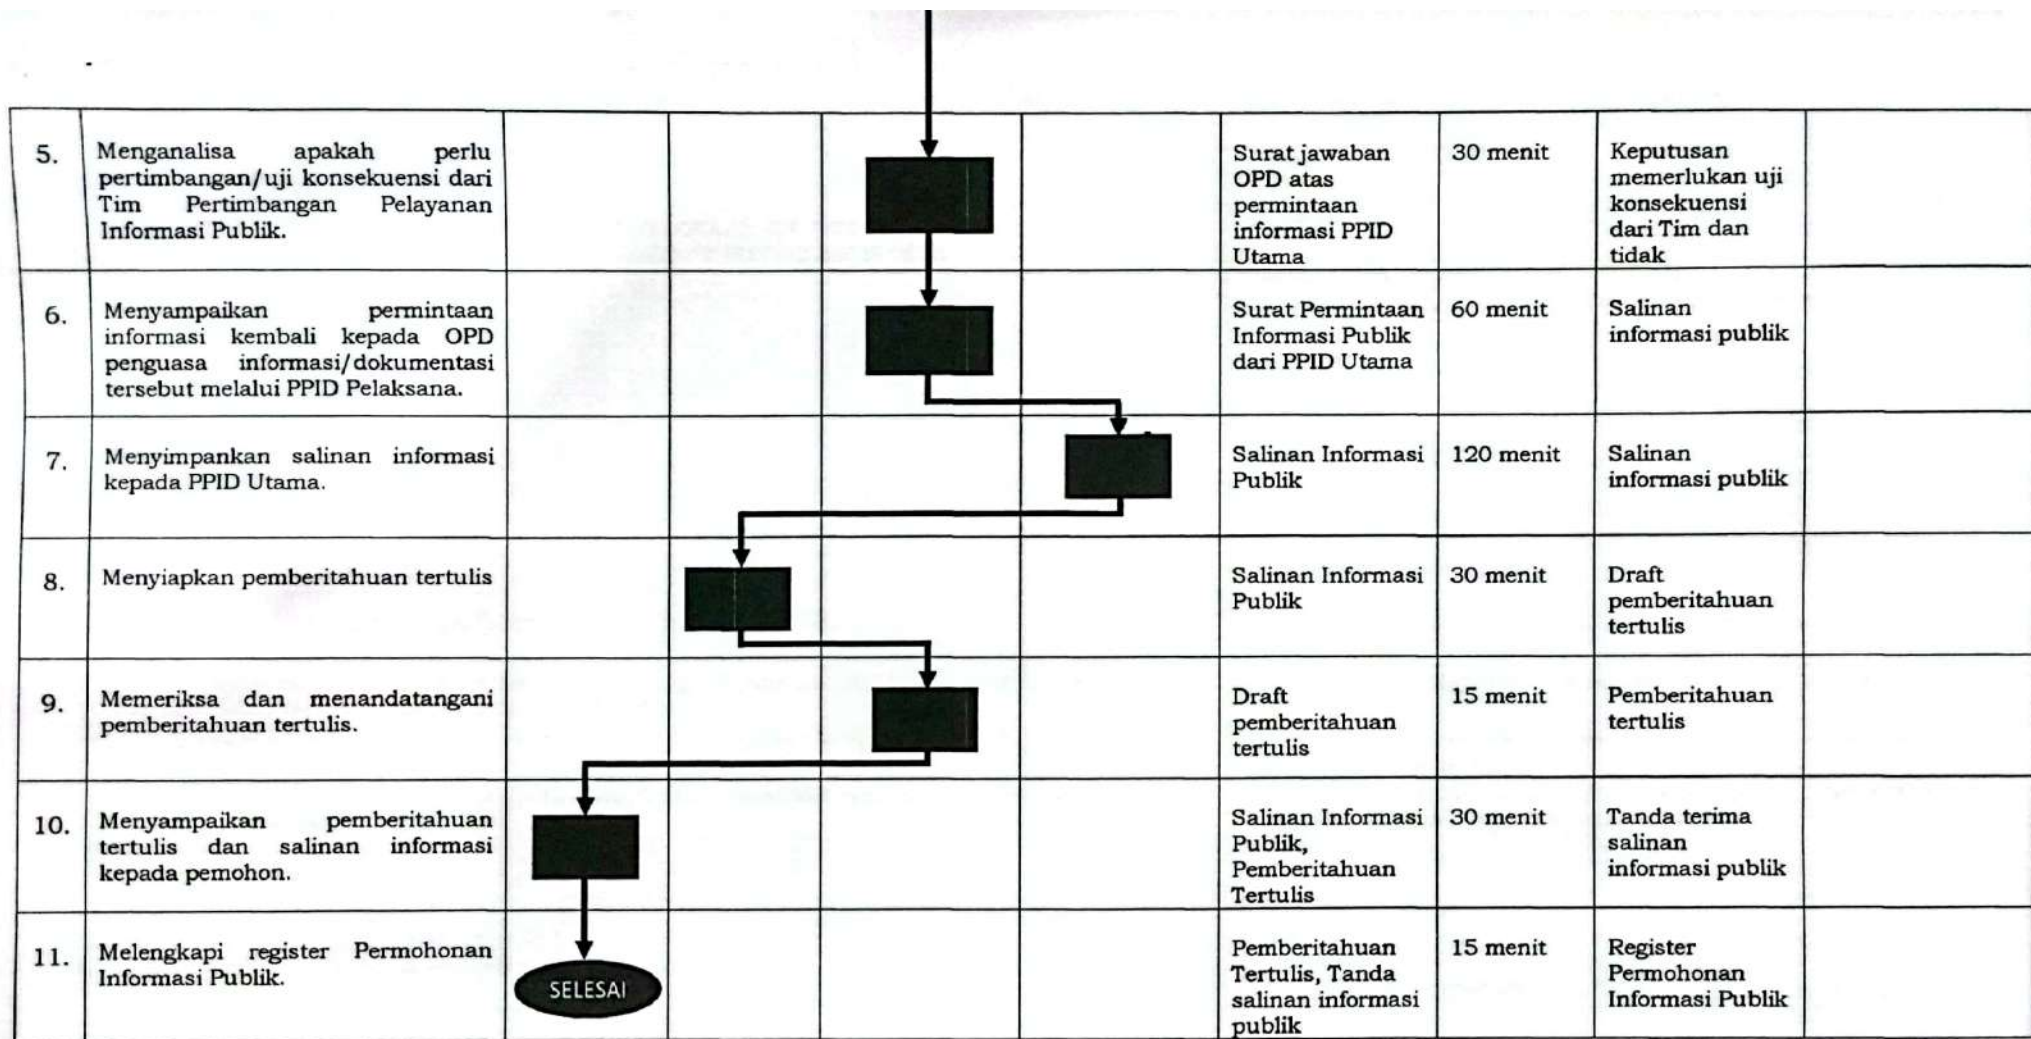 5.
Menganalisa apakah perlu
pertimbangan/uji konsekuensi dari
Tim Pertimbangan Pelayanan
Informasi Publik.
Surat jawaban
OPD atas
permintaan
informasi PPID
Utama
30 menit
Keputusan
memerlukan uji
konsekuensi
dari Tim dan
tidak
6.
Menyampaikan permintaan
informasi kembali kepada OPD
penguasa informasi/dokumentasi
tersebut melalui PPID Pelaksana.
Surat Permintaan
Informasi Publik
dari PPID Utama
60 menit
Salinan
informasi publik
7.
Menyimpankan salinan informasi
kepada PPID Utama.
Salinan Informasi
Publik
120 menit
Salinan
informasi publik
8.
Menyiapkan pemberitahuan tertulis
Salinan Informasi
Publik
30 menit
Draft
pemberitahuan
tertulis
9.
Memeriksa dan menandatangani
pemberitahuan tertulis.
Draft
pemberitahuan
tertulis
15 menit
Pemberitahuan
tertulis
10.
Menyampaikan pemberitahuan
tertulis dan salinan informasi
kepada pemohon.
Salinan Informasi
Publik,
Pemberitahuan
Tertulis
30 menit
Tanda terima
salinan
informasi publik
11.
Melengkapi register Permohonan
Informasi Publik.
SELESAI
Pemberitahuan
Tertulis, Tanda
salinan informasi
publik
15 menit
Register
Permohonan
Informasi Publik